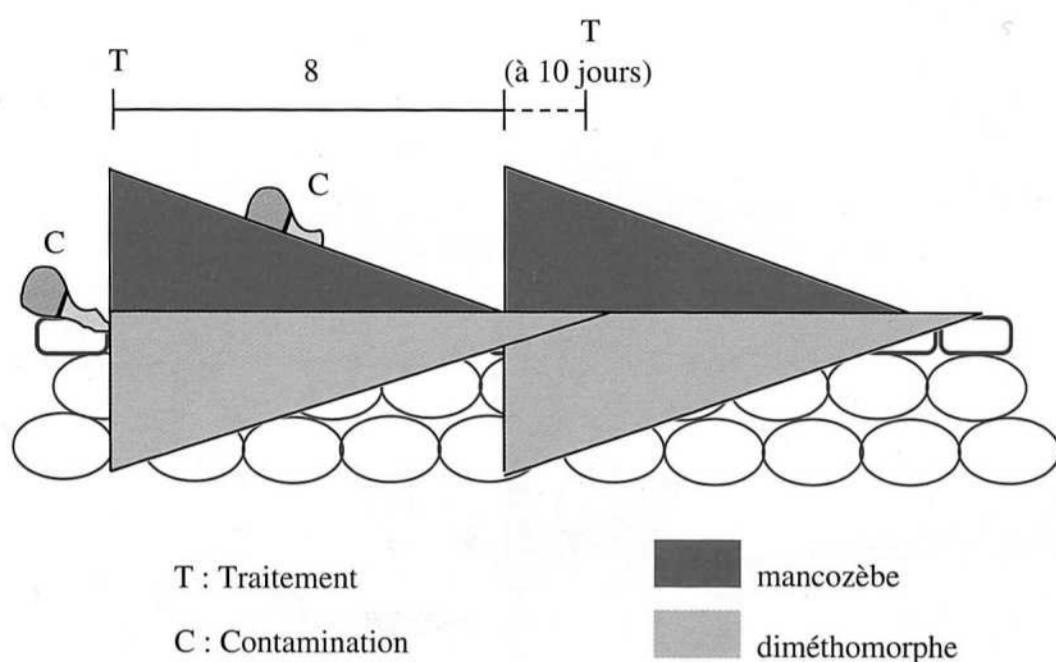 T
T
8
(à 10 jours)
C
C
T : Traitement
mancozèbe
C : Contamination
diméthomorphe